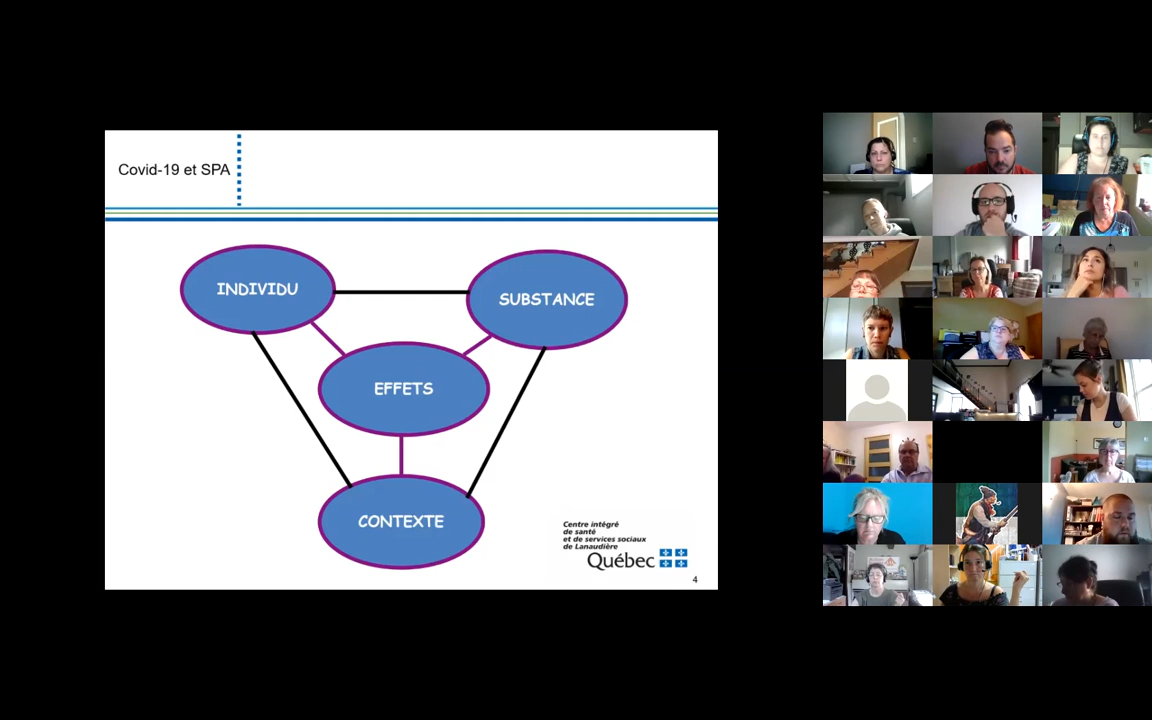 Covid-19 et SPA
INDIVIDU
SUBSTANCE
EFFETS
CONTEXTE
Centre intégré
de santé
et de services sociaux
de Lanaudière
Québec
4